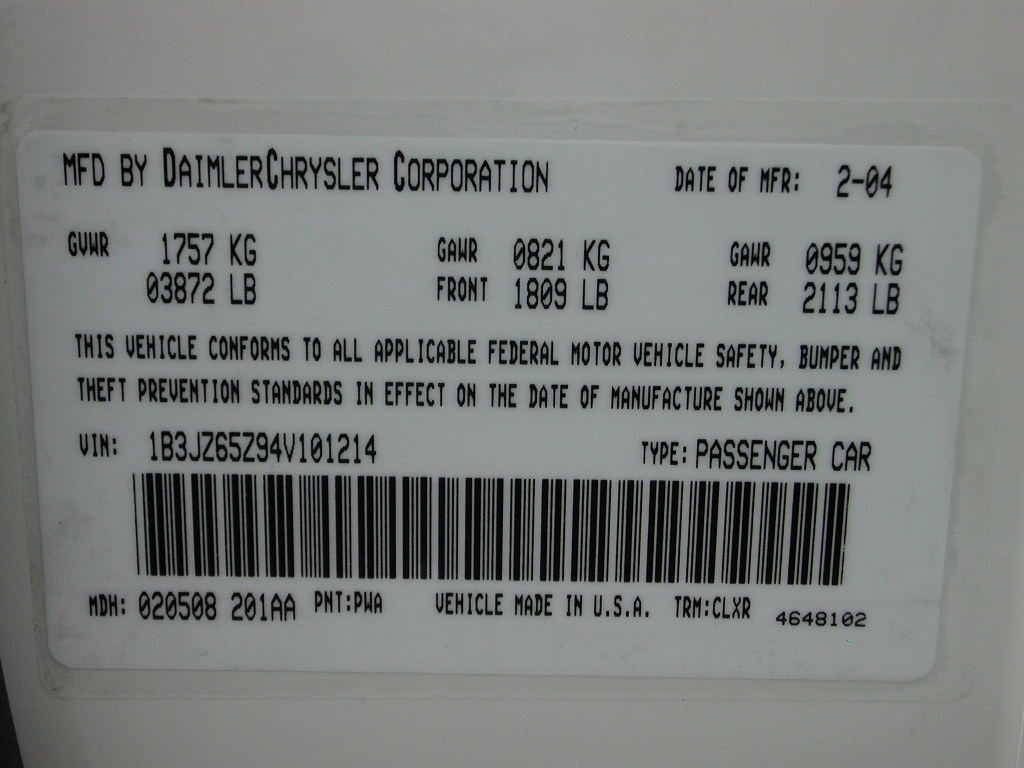 MFD BY DAIMLERCHRYSLER CORPORATION DATE OF MFR: 2-04
GVWR 1757 KG GAWR 0821 KG GAWR 0959 KG
03872 LB FRONT 1809 LB REAR 2113 LB
THIS VEHICLE CONFORMS TO ALL APPLICABLE FEDERAL MOTOR VEHICLE SAFETY, BUMPER AND
THEFT PREVENTION STANDARDS IN EFFECT ON THE DATE OF MANUFACTURE SHOWN ABOVE.
VIN: 1B3JZ65Z94V101214 TYPE: PASSENGER CAR
MDH: 020508 201AA PNT:PWA VEHICLE MADE IN U.S.A. TRM:CLXR 4648102